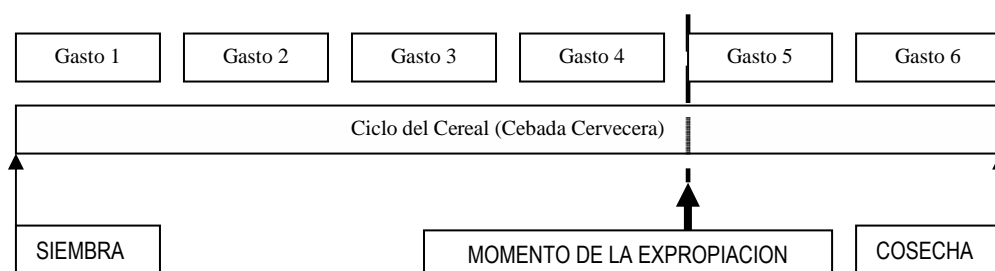 Gasto 1 Gasto 2 Gasto 3 Gasto 4 Gasto 5 Gasto 6
Ciclo del Cereal (Cebada Cervecera)
SIEMBRA MOMENTO DE LA EXPROPIACION COSECHA